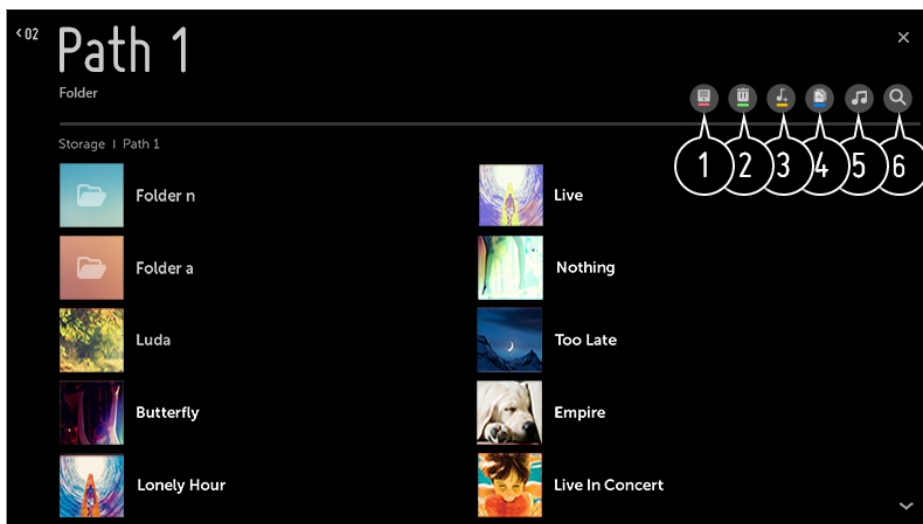 <02
Path 1
Folder
Storage I Path 1
1 2 3 4 5 6
Folder n
Live
Folder a
Nothing
Luda
Too Late
Butterfly
Empire
Lonely Hour
Live In Concert